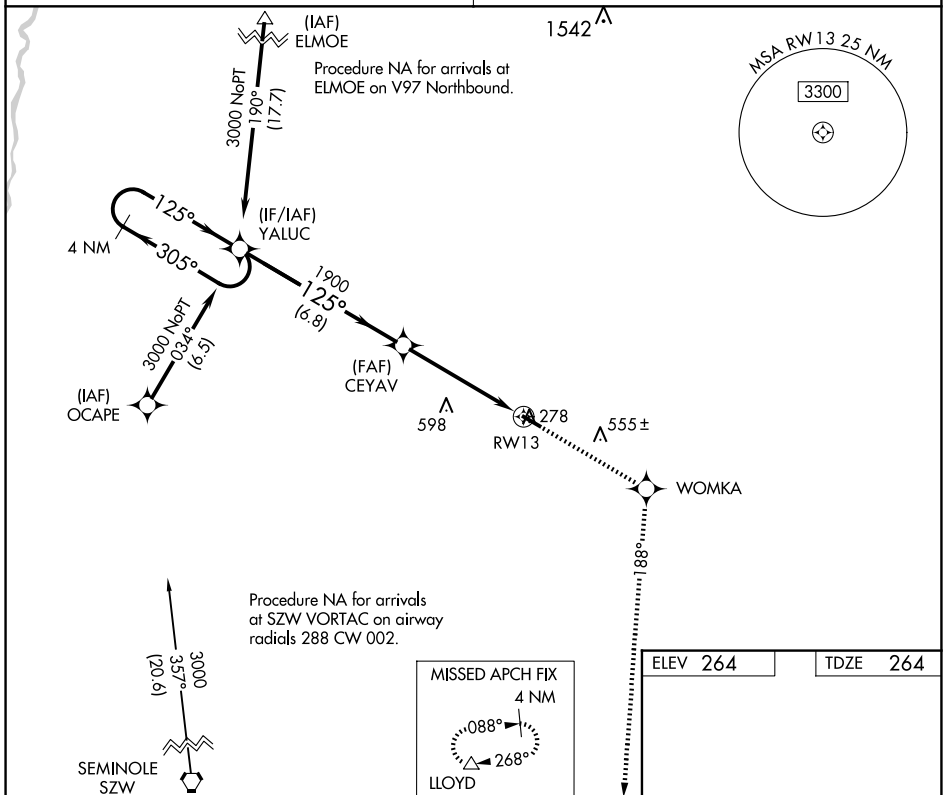 1542
(IAF)
ELMOE
Procedure NA for arrivals at
ELMOE on V97 Northbound.
MSA RW13 25 NM
3300
3000 NoPT
190°
(17.7)
125°
4 NM
305°
(IF/IAF)
YALUC
1900
125°
(6.8)
3000 NoPT
034°
(6.5)
(IAF)
OCAPE
(FAF)
CEYAV
598
278
RW13
555±
WOMKA
188°
Procedure NA for arrivals
at SZW VORTAC on airway
radials 288 CW 002.
3000
357°
(20.6)
SEMINOLE
SZW
MISSED APCH FIX
4 NM
088°
268°
LLOYD
ELEV 264
TDZE 264